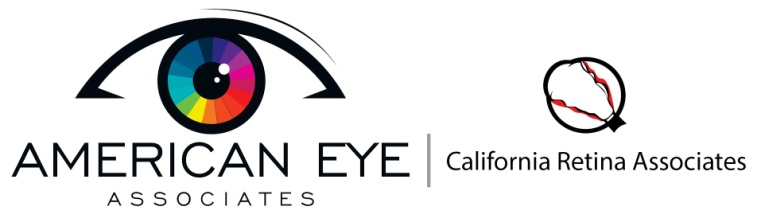 AMERICAN EYE
ASSOCIATES
California Retina Associates